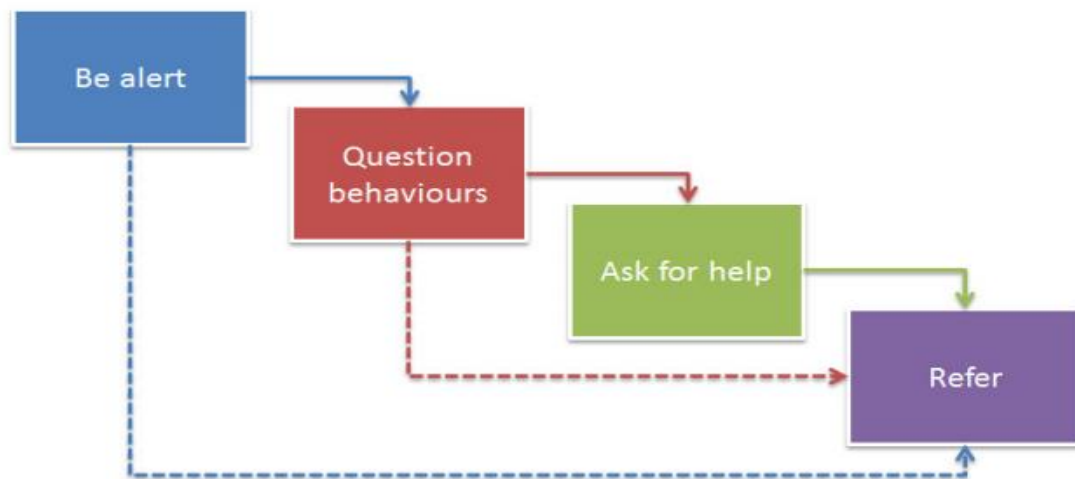 Be alert
Question
behaviours
Ask for help
Refer